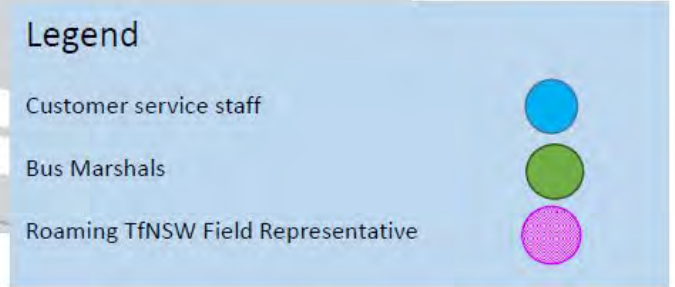 Legend
Customer service staff
Bus Marshals
Roaming TfNSW Field Representative